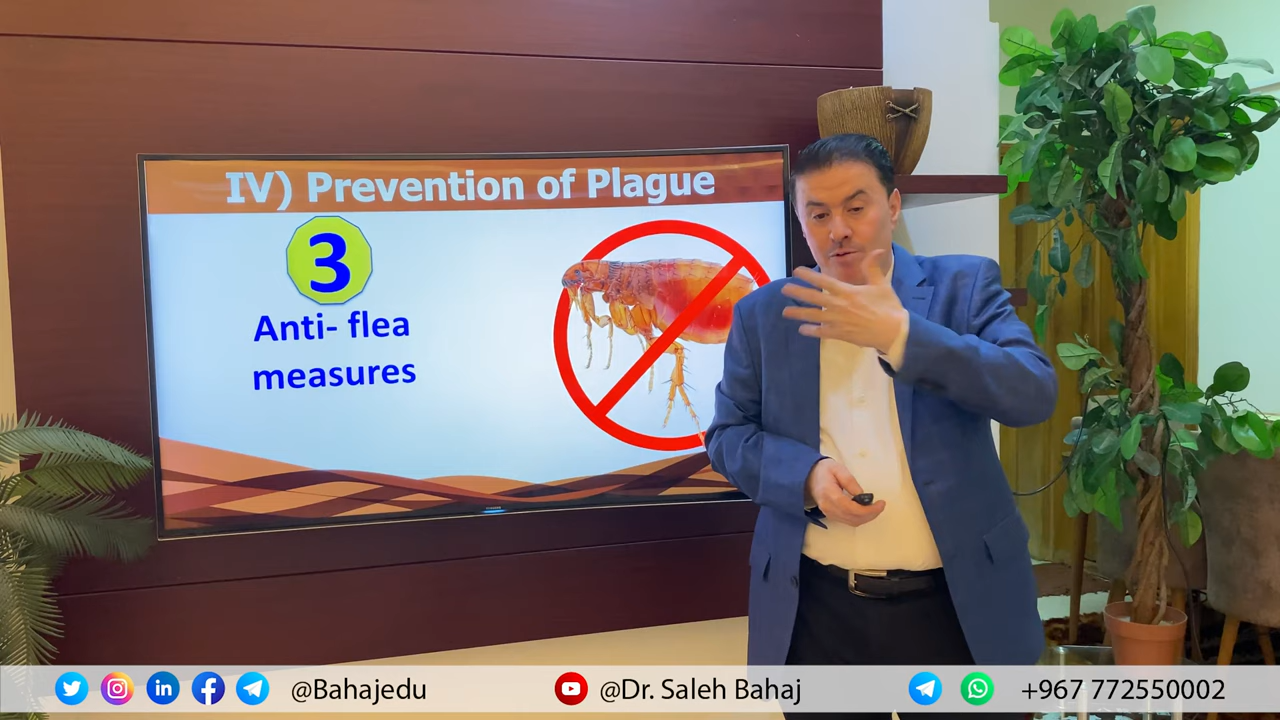 IV) Prevention of Plague
3
Anti- flea
measures
@Bahajedu
@Dr. Saleh Bahaj
+967 772550002